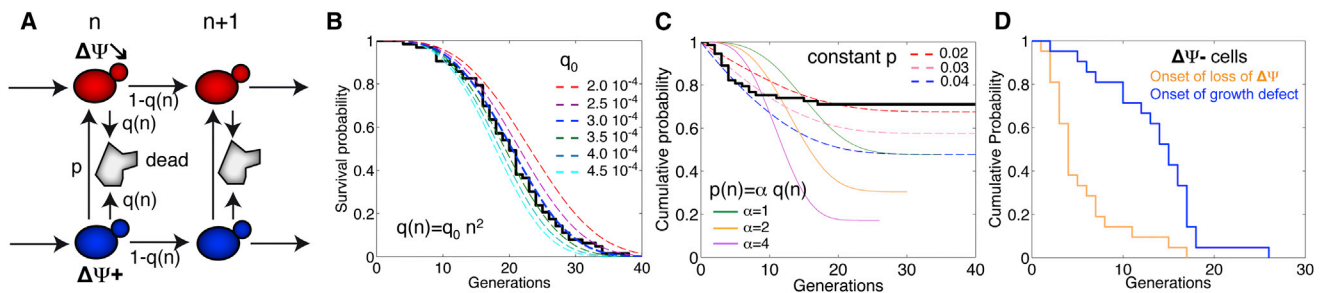 A
n
n+1
ΔΨ↘
1-q(n)
q(n)
dead
p
q(n)
1-q(n)
ΔΨ+
B
Survival probability
1
0.8
0.6
0.4
0.2
0
0 10 20 30 40
Generations
q0
2.0 10-4
2.5 10-4
3.0 10-4
3.5 10-4
4.0 10-4
4.5 10-4
q(n)=q0 n2
C
Cumulative probability
1
0.8
0.6
0.4
0.2
0 10 20 30 40
Generations
constant p
0.02
0.03
0.04
p(n)=α q(n)
α=1
α=2
α=4
D
Cumulative Probability
1
0.8
0.6
0.4
0.2
0
0 10 20 30
Generations
ΔΨ- cells
Onset of loss of ΔΨ
Onset of growth defect